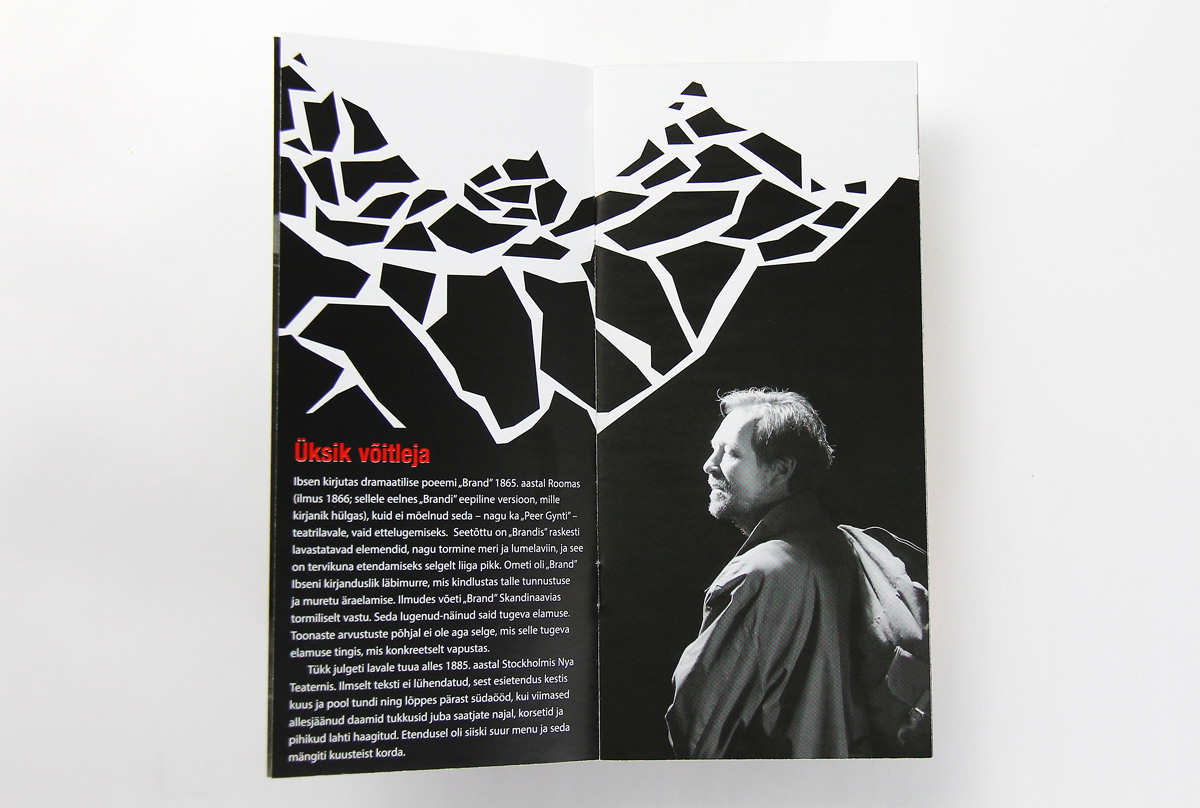 Üksik võitleja
Ibsen kirjutas dramaatilise poeemi „Brand” 1865. aastal Roomas
(ilmus 1866; sellele eelnes „Brandi” eepiline versioon, mille
kirjanik hülgas), kuid ei mõelnud seda – nagu ka „Peer Gynti” –
teatrilavale, vaid ettelugemiseks. Seetõttu on „Brandis” raskesti
lavastatavad elemendid, nagu tormine meri ja lumelaviin, ja see
on tervikuna etendamiseks selgelt liiga pikk. Ometi oli „Brand”
Ibseni kirjanduslik läbimurre, mis kindlustas talle tunnustuse
ja muretu äraelamise. Ilmudes võeti „Brand” Skandinaavias
tormiliselt vastu. Seda lugenud-näinud said tugeva elamuse.
Toonaste arvustuste põhjal ei ole aga selge, mis selle tugeva
elamuse tingis, mis konkreetselt vapustas.
Tükk julgeti lavale tuua alles 1885. aastal Stockholmis Nya
Teaternis. Ilmselt teksti ei lühendatud, sest esietendus kestis
kuus ja pool tundi ning lõppes pärast südaööd, kui viimased
allesjäänud daamid tukkusid juba saatjate najal, korsetid ja
pihikud lahti haagitud. Etendusel oli siiski suur menu ja seda
mängiti kuusteist korda.